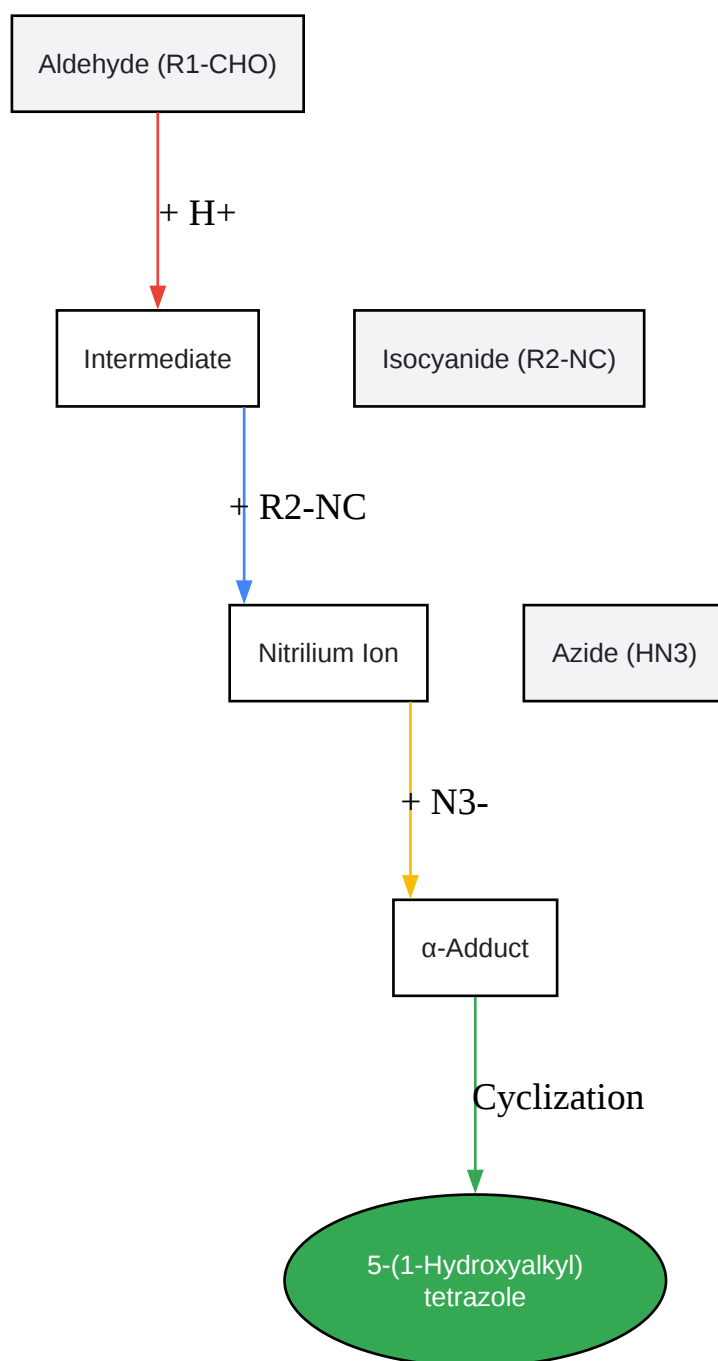 Aldehyde (R1-CHO)
+ H+
Intermediate
Isocyanide (R2-NC)
+ R2-NC
Nitrilium Ion
Azide (HN3)
+ N3-
α-Adduct
Cyclization
5-(1-Hydroxyalkyl)
tetrazole